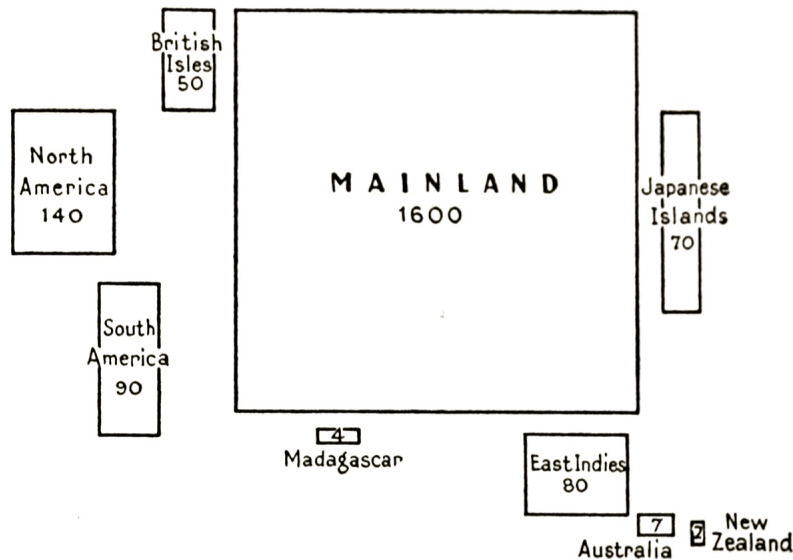 British
Isles
50
North
America
140
MAINLAND
1600
Japanese
Islands
70
South
America
90
4
Madagascar
East Indies
80
7
Australia
2
New
Zealand